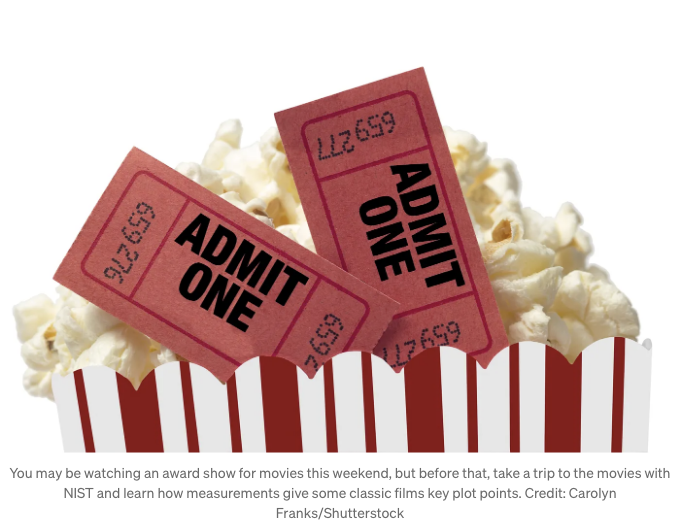 659277
ADMIT
ONE
659277
659276
ADMIT
ONE
6592
You may be watching an award show for movies this weekend, but before that, take a trip to the movies with
NIST and learn how measurements give some classic films key plot points. Credit: Carolyn
Franks/Shutterstock